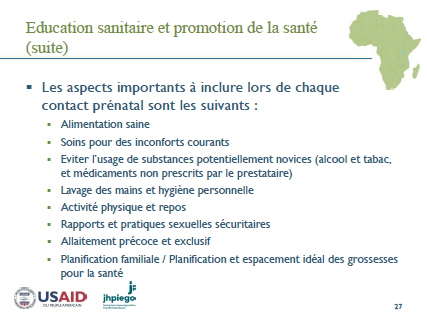 Education sanitaire et promotion de la santé
(suite)
▪ Les aspects importants à inclure lors de chaque
contact prénatal sont les suivants :
▪ Alimentation saine
▪ Soins pour des inconforts courants
▪ Eviter l'usage de substances potentiellement novices (alcool et tabac,
et médicaments non prescrits par le prestataire)
▪ Lavage des mains et hygiène personnelle
▪ Activité physique et repos
▪ Rapports et pratiques sexuelles sécuritaires
▪ Allaitement précoce et exclusif
▪ Planification familiale / Planification et espacement idéal des grossesses
pour la santé
USAID
DU PEUPLE AMERICAIN
jhpiego
27